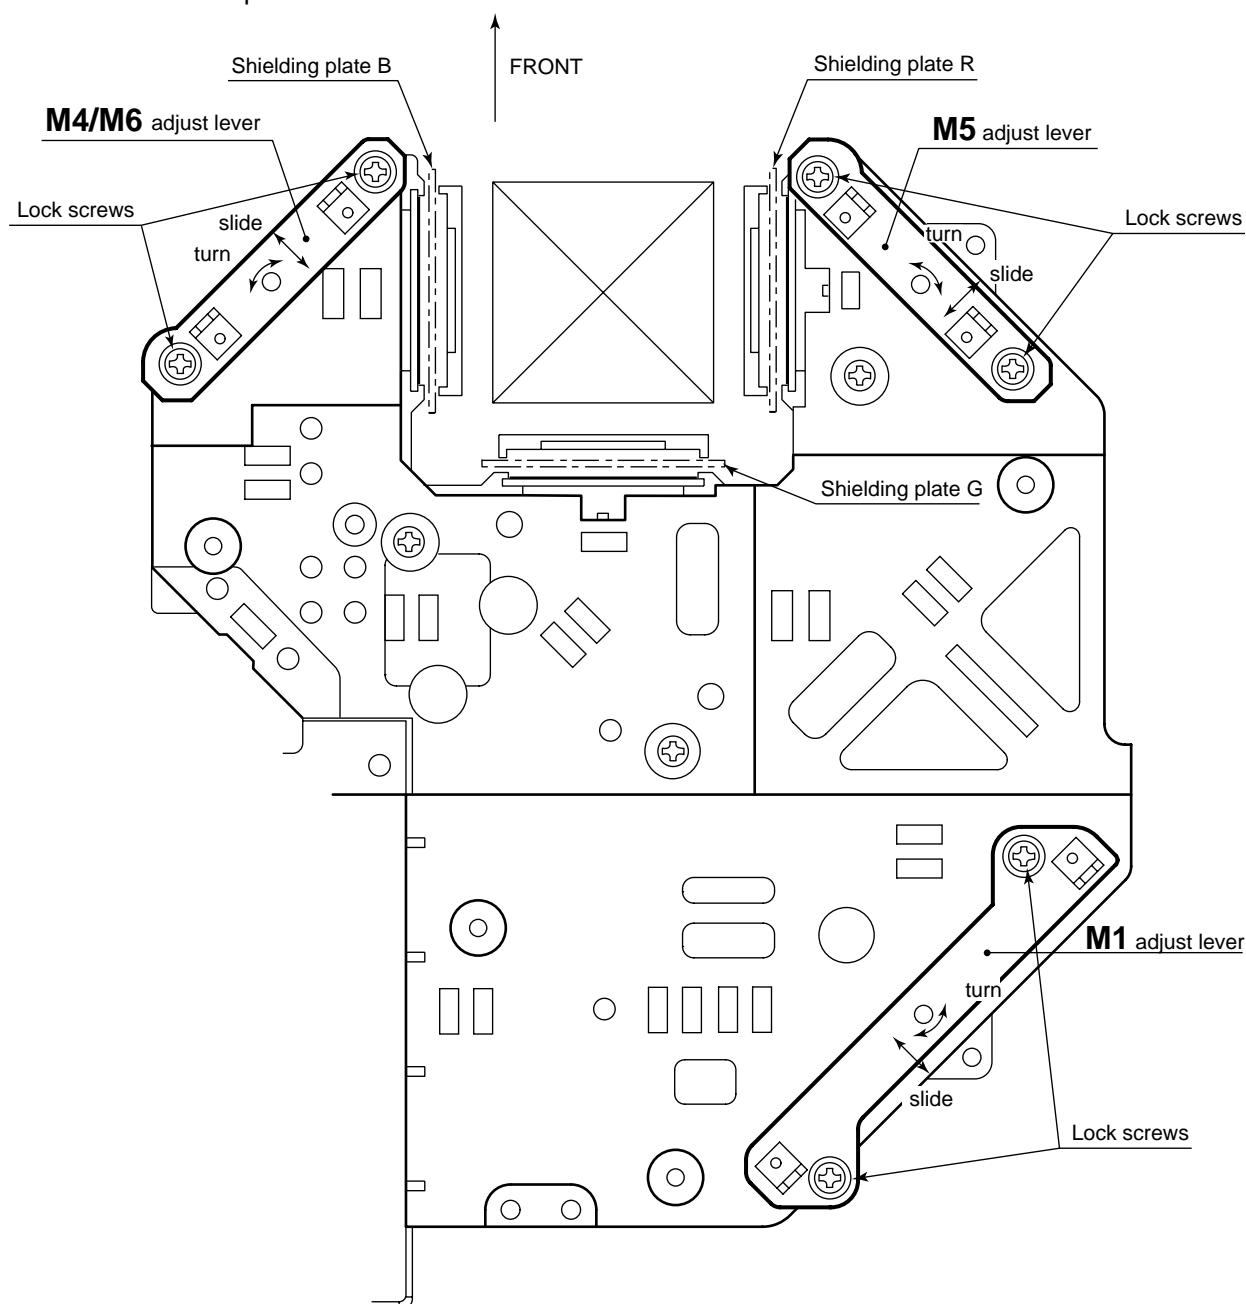 FRONT
Shielding plate B
Shielding plate R
M4/M6 adjust lever
M5 adjust lever
Lock screws
slide
turn
turn
slide
Lock screws
Shielding plate G
M1 adjust lever
turn
slide
Lock screws